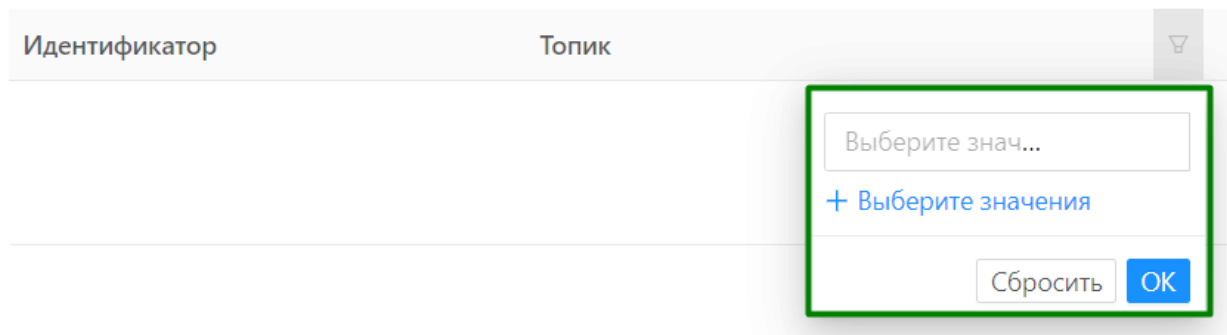 Идентификатор Топик
Выберите знач...
+ Выберите значения
Сбросить OK